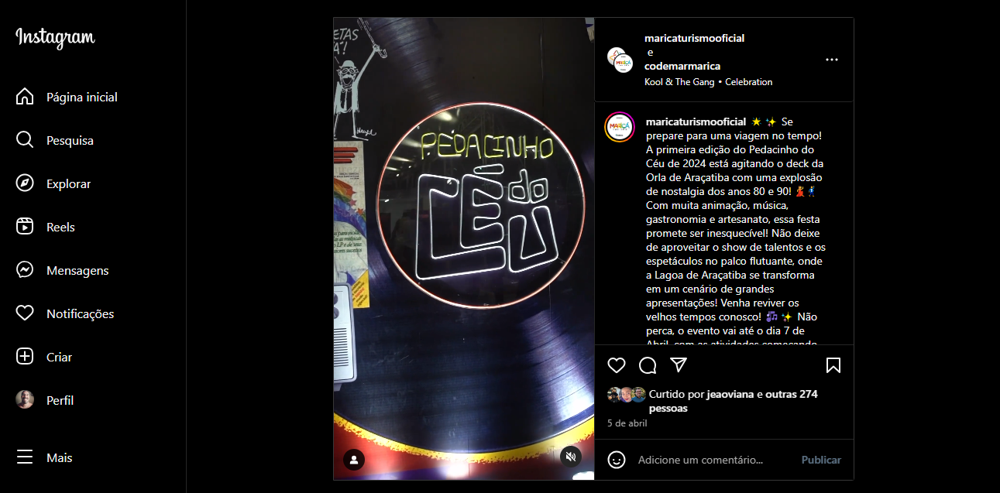 Instagram
Página inicial
Pesquisa
Explorar
Reels
Mensagens
Notificações
Criar
Perfil
Mais
PEDACINHO
do
CÉU
maricaturismooficial
e
codemarmarica
Kool & The Gang • Celebration
maricaturismooficial ⭐✨ Se
prepare para uma viagem no tempo!
A primeira edição do Pedacinho do
Céu de 2024 está agitando o deck da
Orla de Araçatiba com uma explosão
de nostalgia dos anos 80 e 90! 💃🕺
Com muita animação, música,
gastronomia e artesanato, essa festa
promete ser inesquecível! Não deixe
de aproveitar o show de talentos e os
espetáculos no palco flutuante, onde
a Lagoa de Araçatiba se transforma
em um cenário de grandes
apresentações! Venha reviver os
velhos tempos conosco! 🎶✨ Não
perca, o evento vai até o dia 7 de
Abril, com as atividades começando
Curtido por jeaoviana e outras 274
pessoas
5 de abril
Adicione um comentário...
Publicar